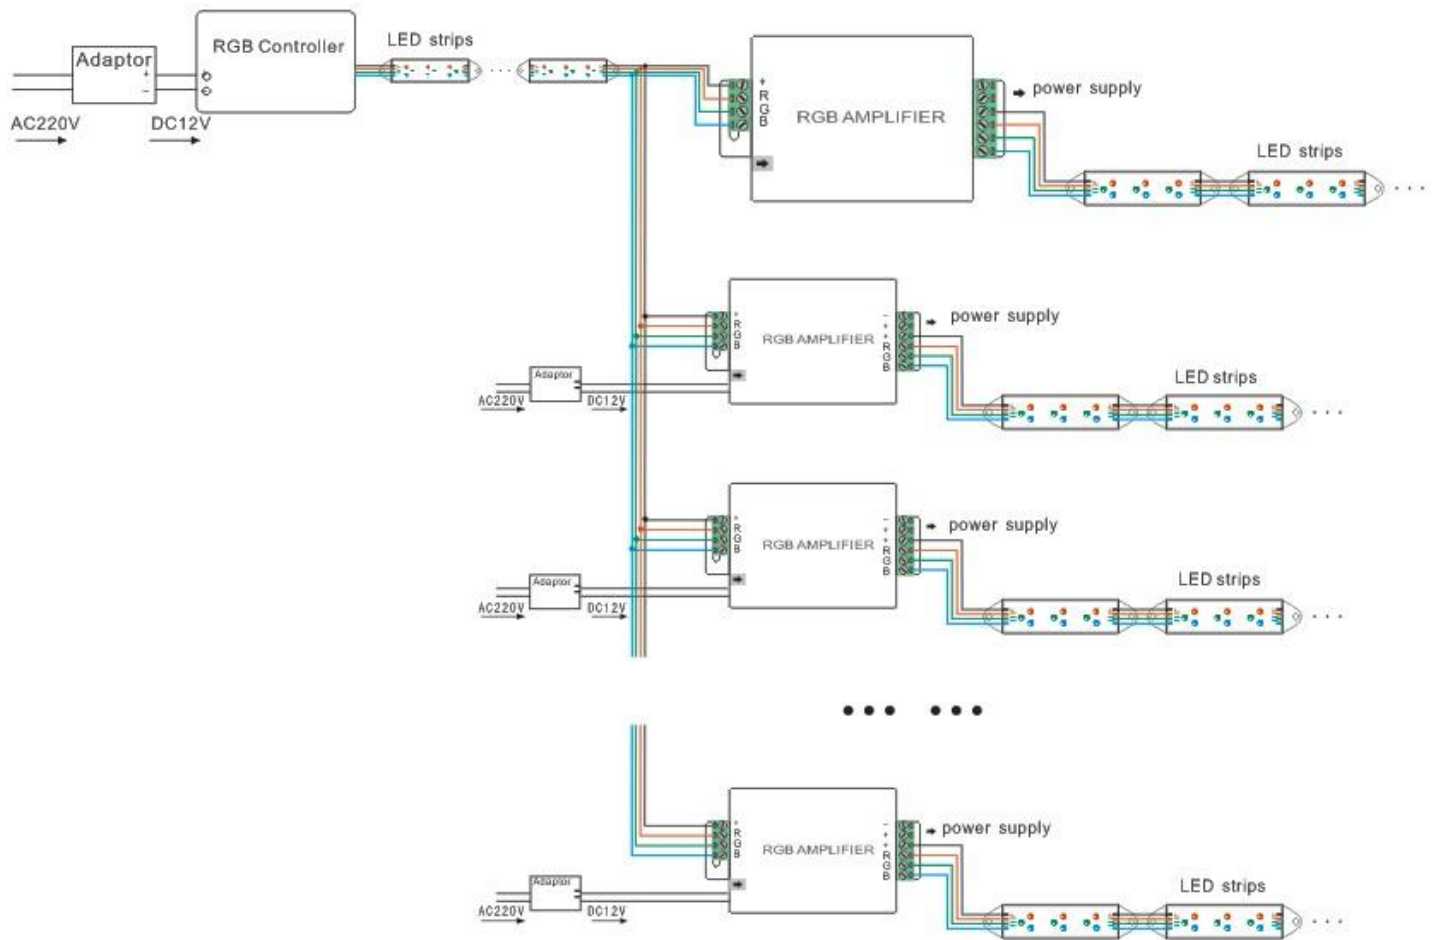 Adaptor
+
−
AC220V
DC12V
RGB Controller
LED strips
+
R
G
B
RGB AMPLIFIER
power supply
LED strips
+
R
G
B
RGB AMPLIFIER
−
+
+
R
G
B
power supply
LED strips
Adaptor
AC220V
DC12V
+
R
G
B
RGB AMPLIFIER
−
+
+
R
G
B
power supply
LED strips
Adaptor
AC220V
DC12V
+
R
G
B
RGB AMPLIFIER
−
+
+
R
G
B
power supply
LED strips
Adaptor
AC220V
DC12V